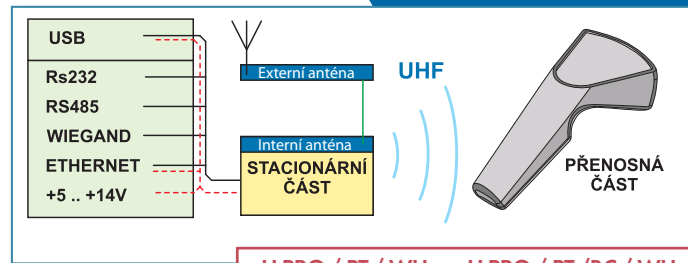 USB
Rs232
RS485
WIEGAND
ETHERNET
+5 .. +14V
Externí anténa
Interní anténa
STACIONÁRNÍ
ČÁST
UHF
PŘENOSNÁ
ČÁST